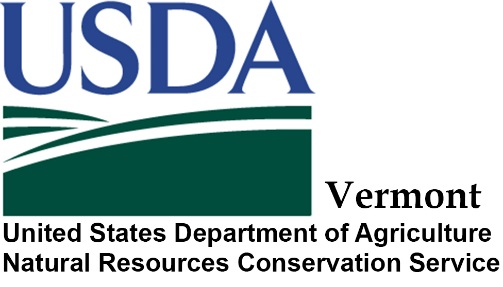 USDA
Vermont
United States Department of Agriculture
Natural Resources Conservation Service